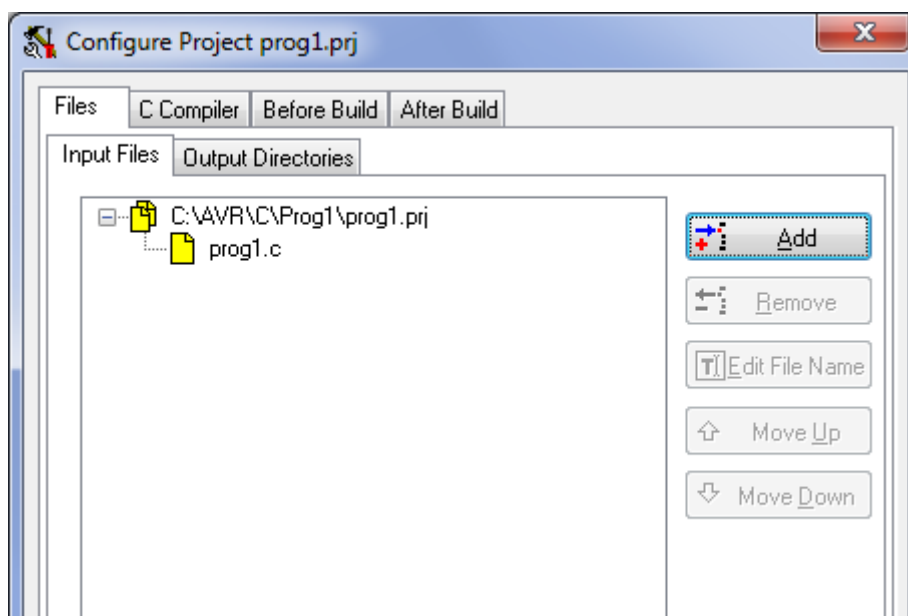 Configure Project prog1.prj
Files C Compiler Before Build After Build
Input Files Output Directories
C:\AVR\C\Prog1\prog1.prj
prog1.c
Add
Remove
Edit File Name
Move Up
Move Down